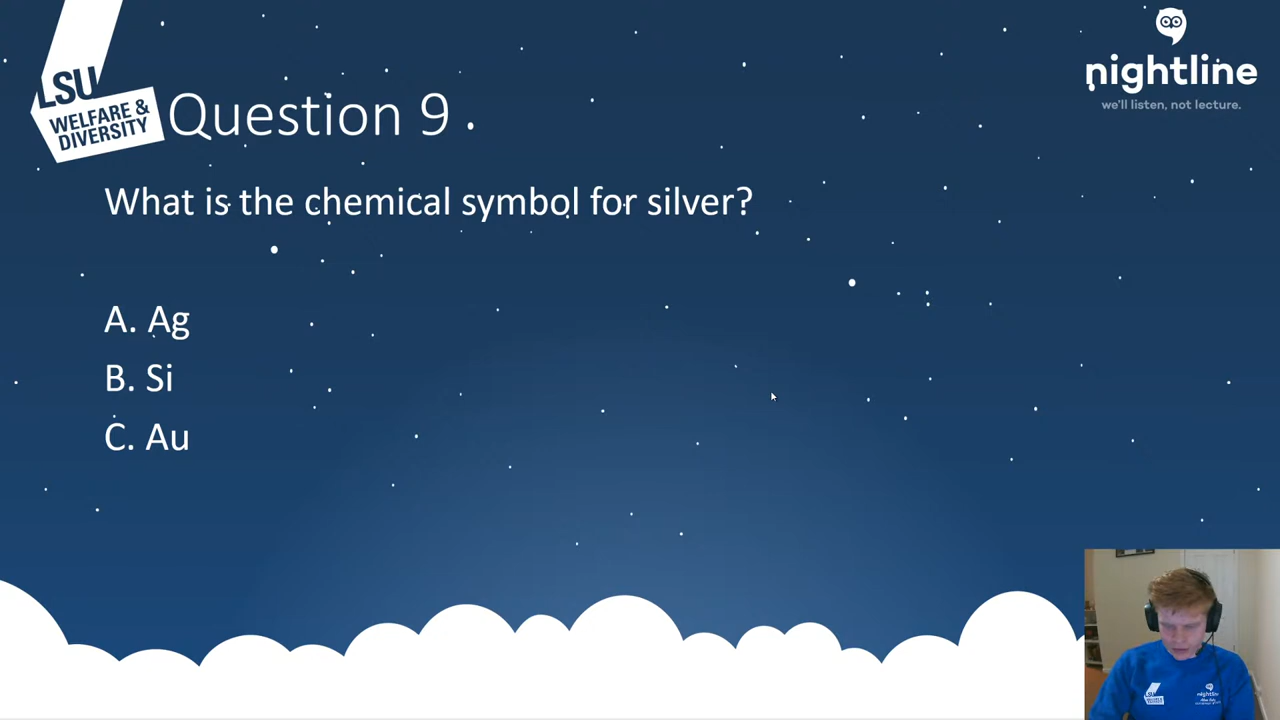 LSU
WELFARE &
DIVERSITY
nightline
we'll listen, not lecture.
Question 9
What is the chemical symbol for silver?
A. Ag
B. Si
C. Au
nightline